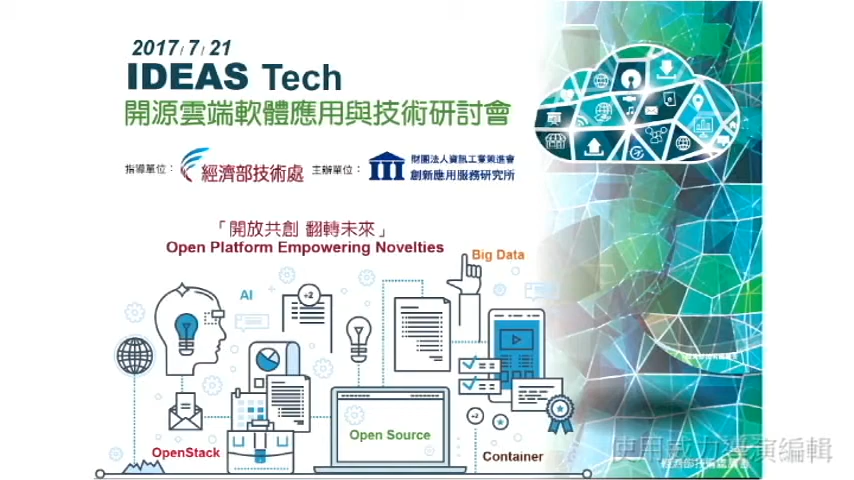 2017/7/21
IDEAS Tech
開源雲端軟體應用與技術研討會
指導單位：
經濟部技術處
主辦單位：
財團法人資訊工業策進會
創新應用服務研究所
「開放共創 翻轉未來」
Open Platform Empowering Novelties
Big Data
AI
+2
+2
Open Source
OpenStack
Container
使用威力導演編輯